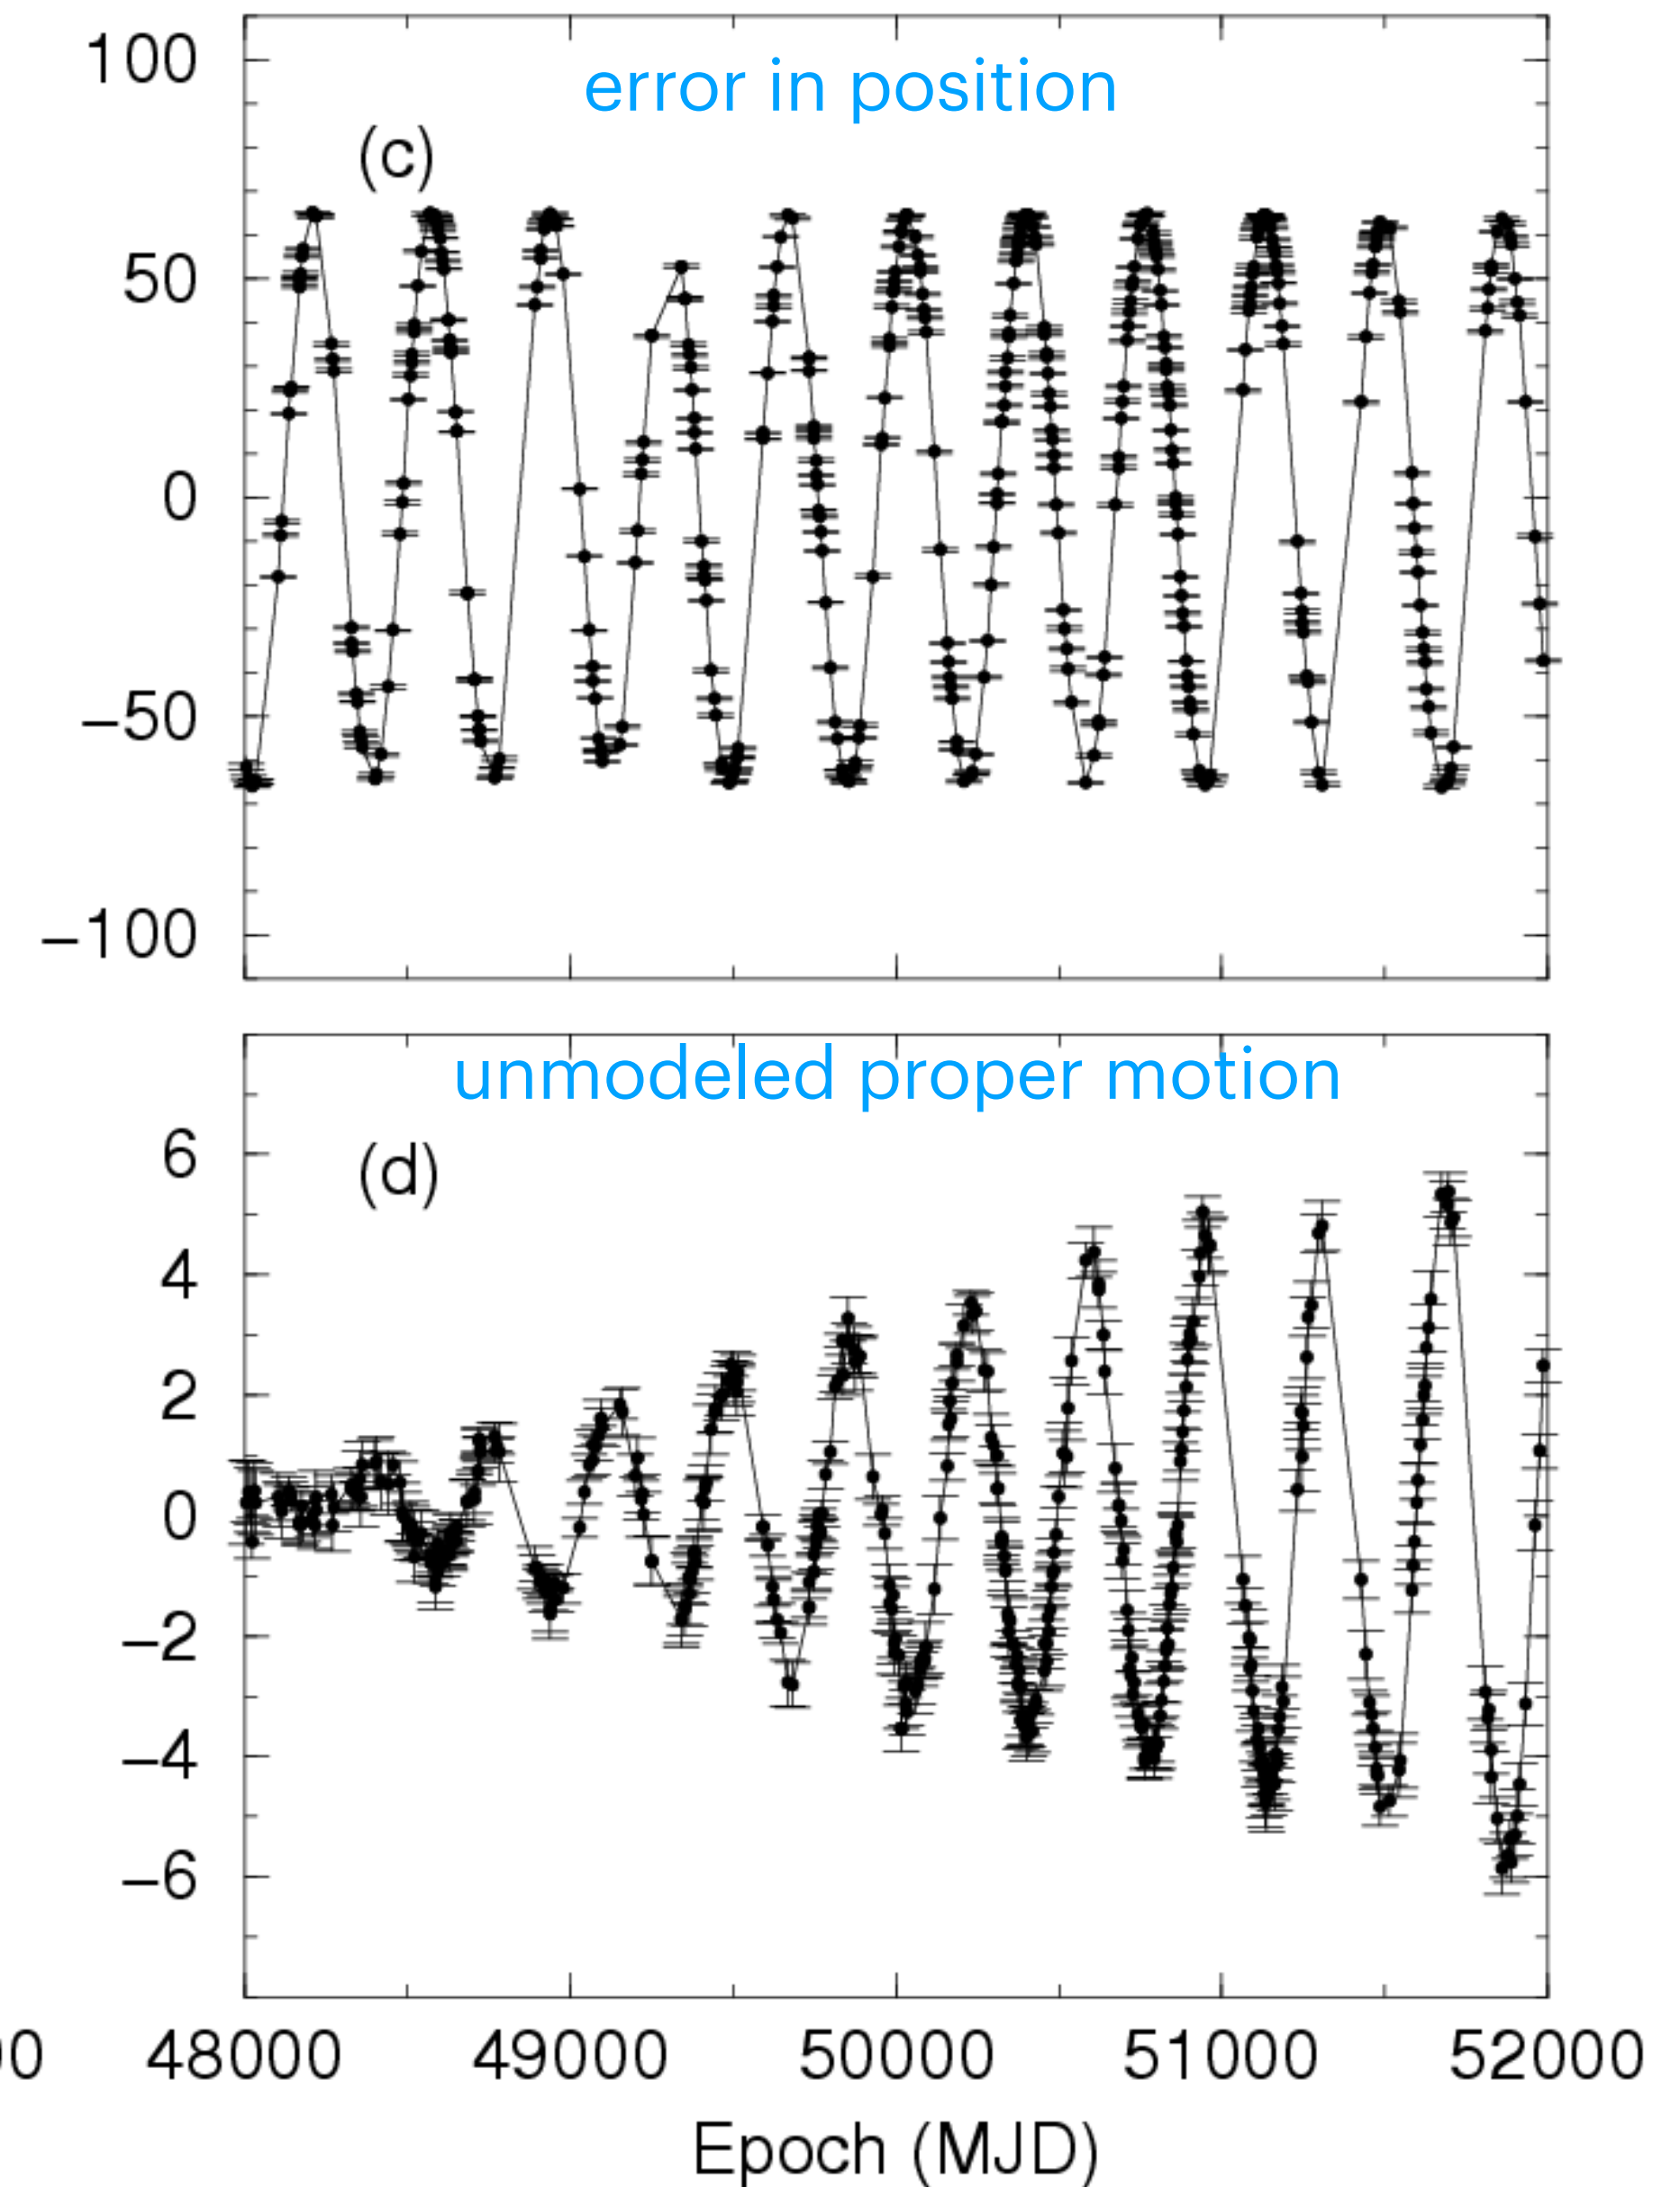 error in position
(c)
100
50
0
−50
−100
unmodeled proper motion
(d)
6
4
2
0
−2
−4
−6
00 48000 49000 50000 51000 52000
Epoch (MJD)